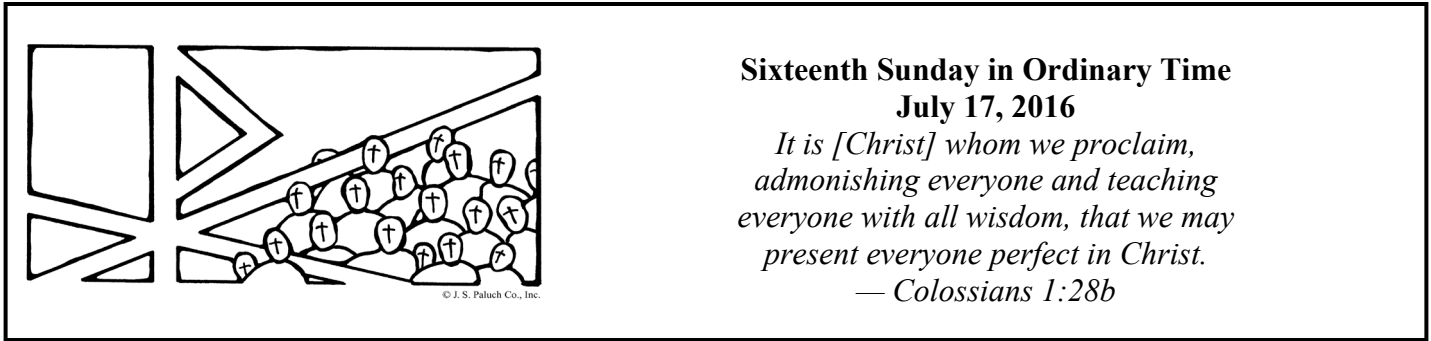 © J. S. Paluch Co., Inc.
Sixteenth Sunday in Ordinary Time
July 17, 2016
It is [Christ] whom we proclaim,
admonishing everyone and teaching
everyone with all wisdom, that we may
present everyone perfect in Christ.
— Colossians 1:28b